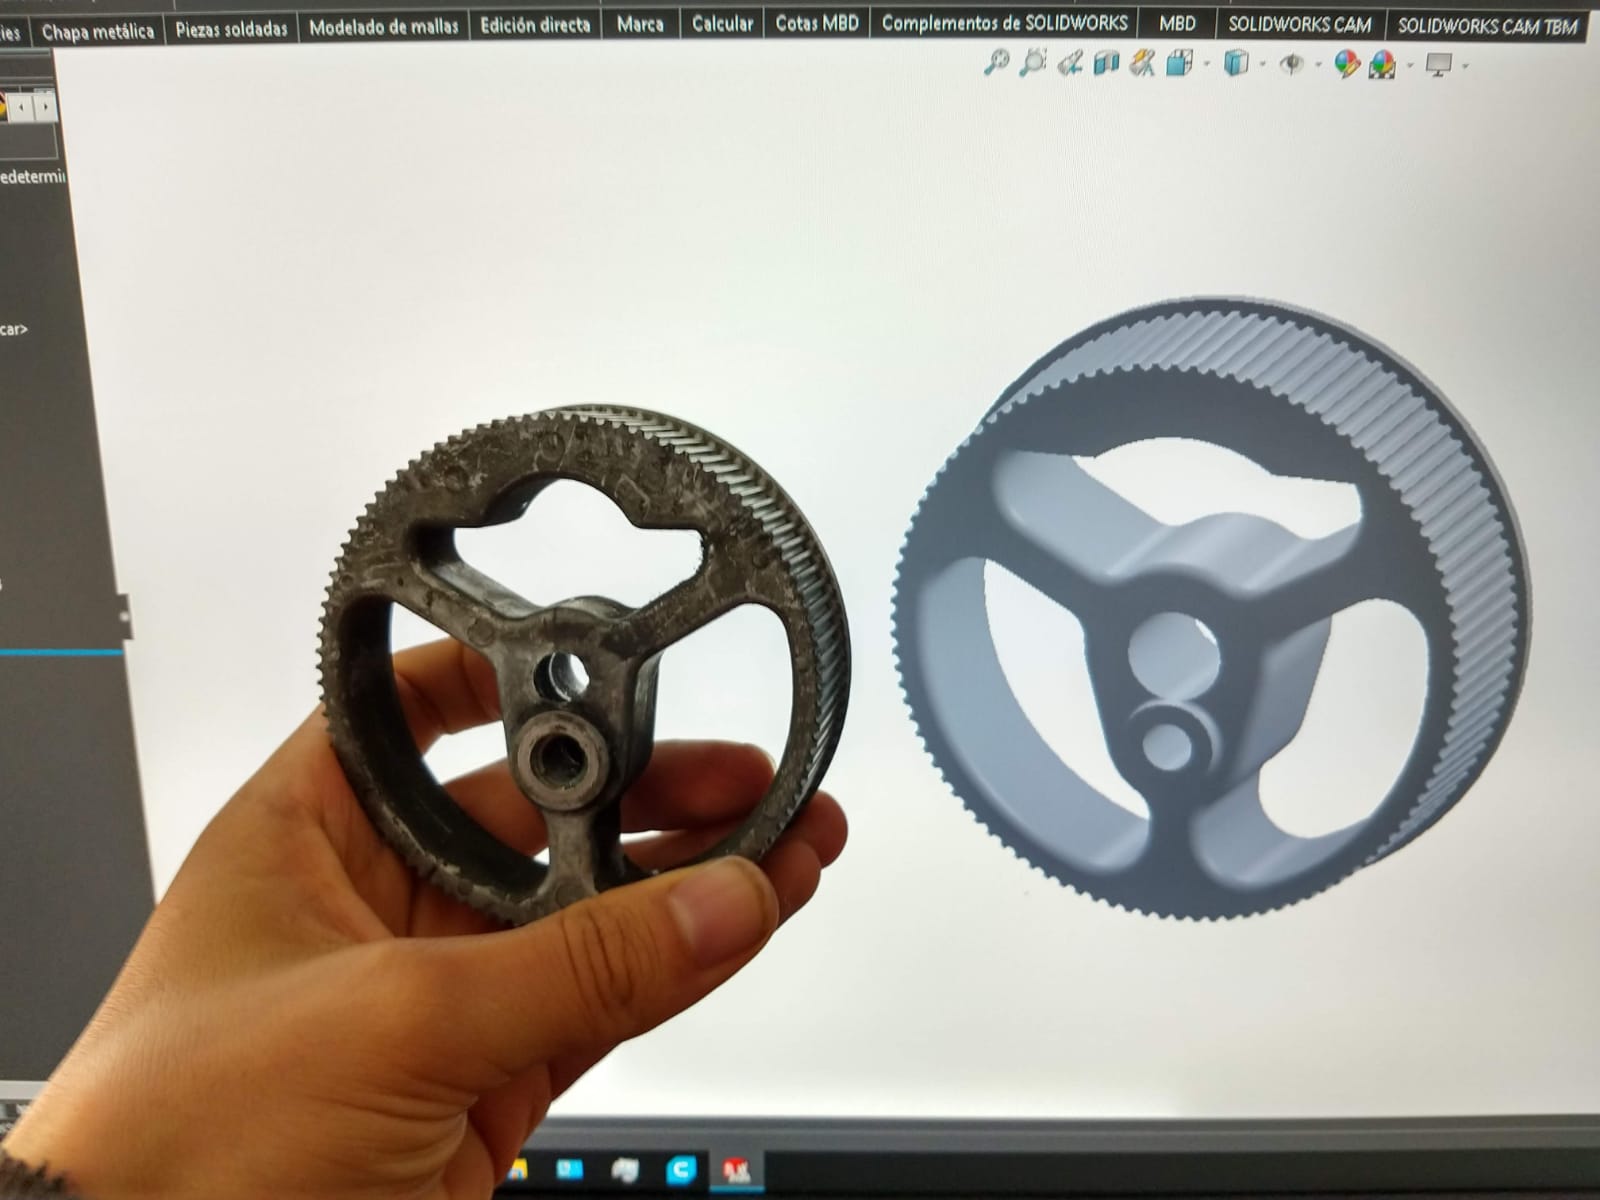 Chapa metálica
Piezas soldadas
Modelado de mallas
Edición directa
Marca
Calcular
Cotas MBD
Complementos de SOLIDWORKS
MBD
SOLIDWORKS CAM
SOLIDWORKS CAM TBM
edetermi
car>